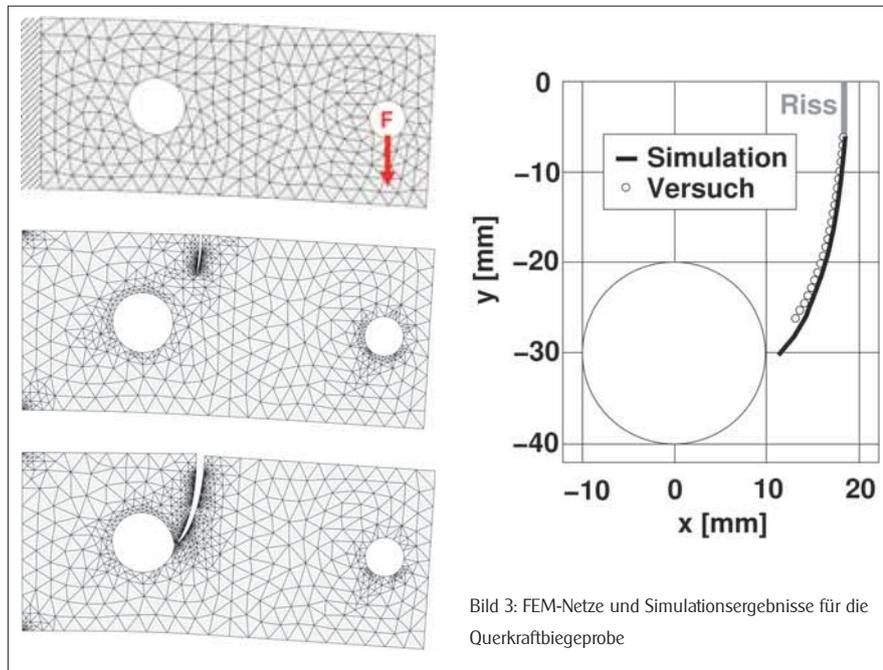 F
0
Riss
Simulation
Versuch
−10
−20
−30
−40
y [mm]
−10 0 10 20
x [mm]
Bild 3: FEM-Netze und Simulationsergebnisse für die
Querkraftbiegeprobe